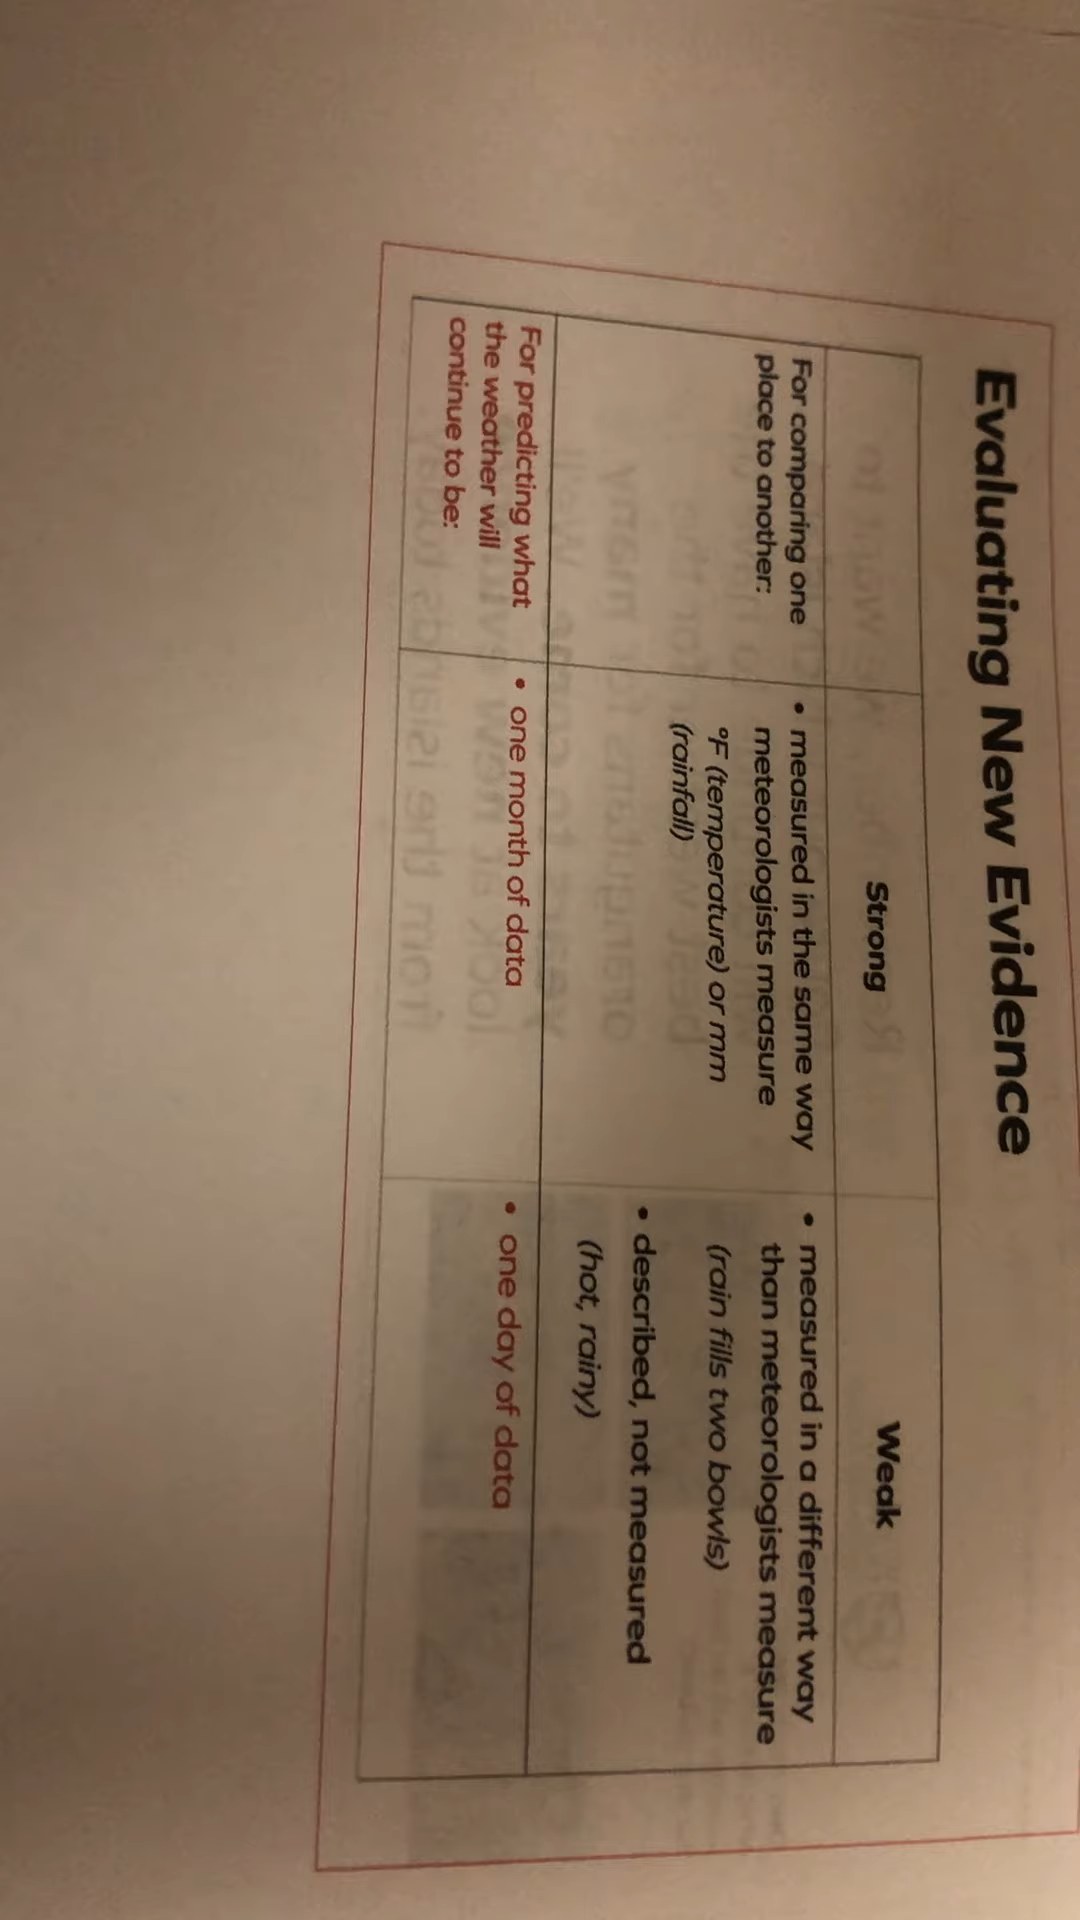 Evaluating New Evidence
Strong
Weak
For comparing one
place to another:
• measured in the same way
meteorologists measure
°F (temperature) or mm
(rainfall)
• measured in a different way
than meteorologists measure
(rain fills two bowls)
• described, not measured
(hot, rainy)
For predicting what
the weather will
continue to be:
• one month of data
• one day of data